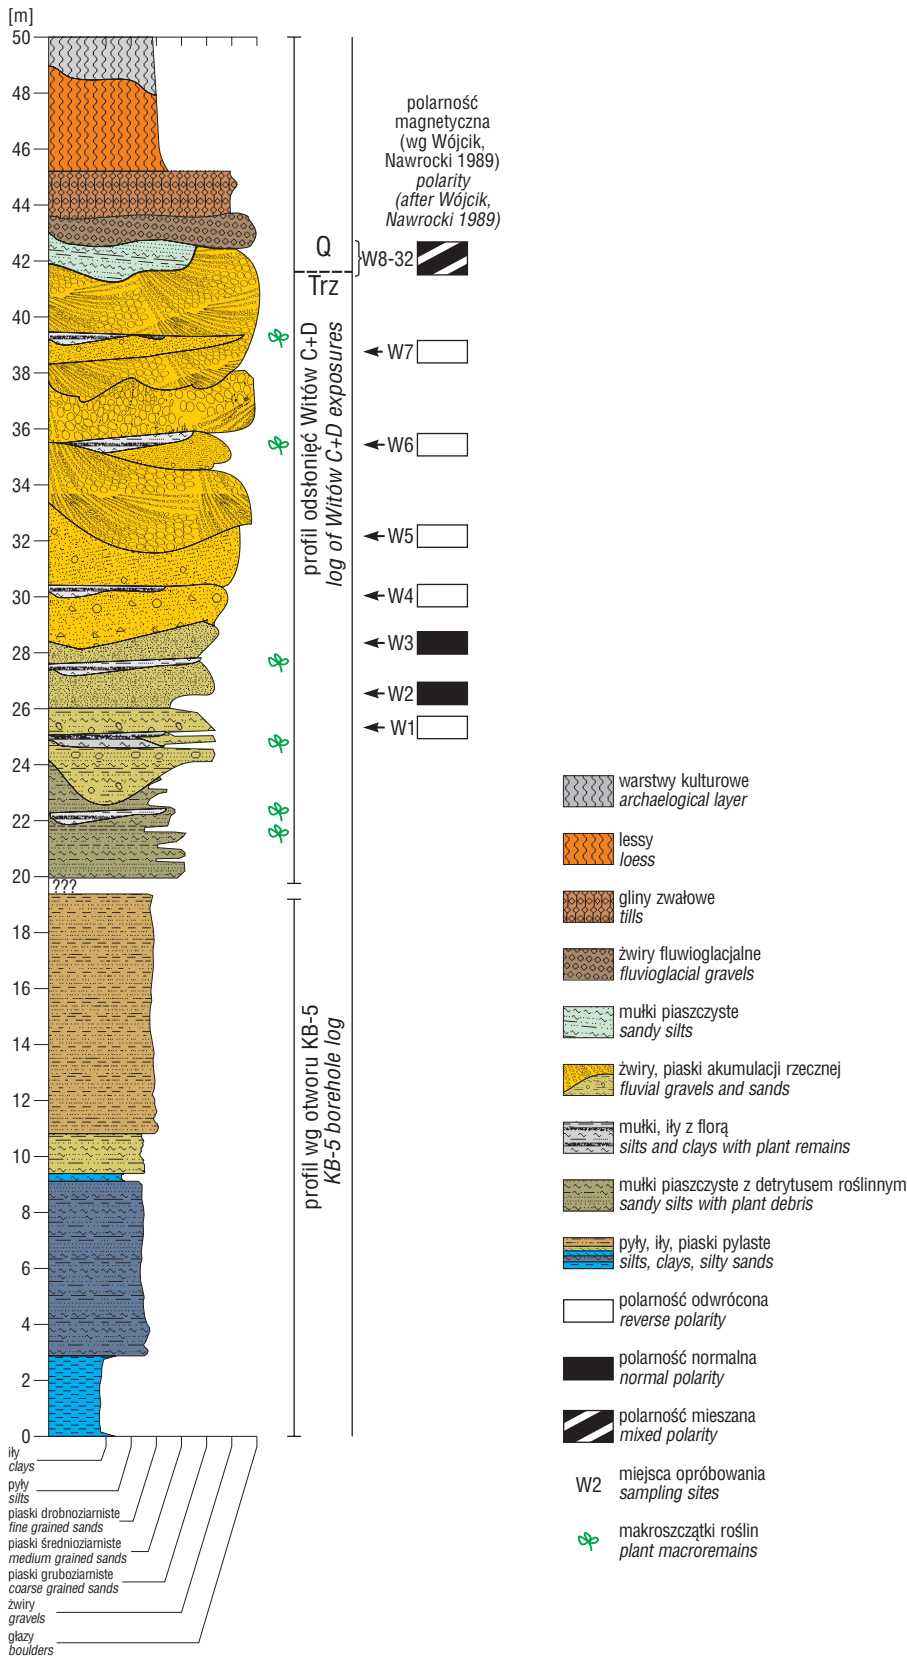 [m]
50
48
46
44
42
40
38
36
34
32
30
28
26
24
22
20
???
18
16
14
12
10
8
6
4
2
0
iły
clays
pyły
silts
piaski drobnoziarniste
fine grained sands
piaski średnioziarniste
medium grained sands
piaski gruboziarniste
coarse grained sands
żwiry
gravels
głazy
boulders
Q
Trz
profil odsłonięć Witów C+D
log of Witów C+D exposures
profil wg otworu KB-5
KB-5 borehole log
polarność
magnetyczna
(wg Wójcik,
Nawrocki 1989)
polarity
(after Wójcik,
Nawrocki 1989)
W8-32
W7
W6
W5
W4
W3
W2
W1
warstwy kulturowe
archaelogical layer
lessy
loess
gliny zwałowe
tills
żwiry fluwioglacjalne
fluvioglacial gravels
mułki piaszczyste
sandy silts
żwiry, piaski akumulacji rzecznej
fluvial gravels and sands
mułki, iły z florą
silts and clays with plant remains
mułki piaszczyste z detrytusem roślinnym
sandy silts with plant debris
pyły, iły, piaski pylaste
silts, clays, silty sands
polarność odwrócona
reverse polarity
polarność normalna
normal polarity
polarność mieszana
mixed polarity
W2 miejsca opróbowania
sampling sites
makroszczątki roślin
plant macroremains